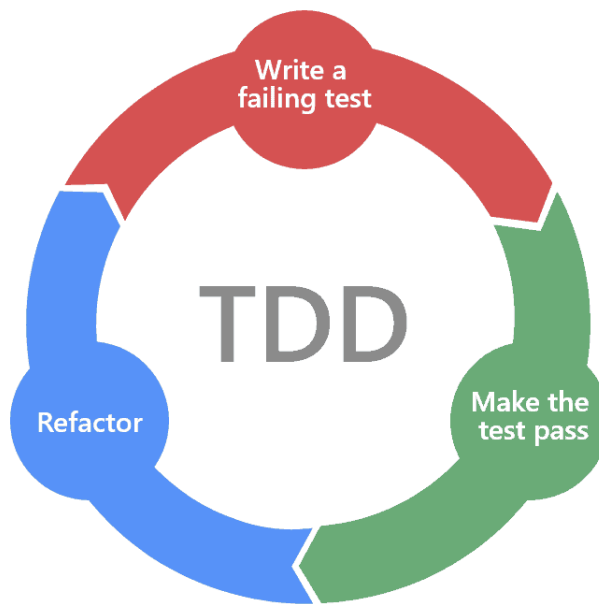 Write a
failing test
TDD
Make the
test pass
Refactor